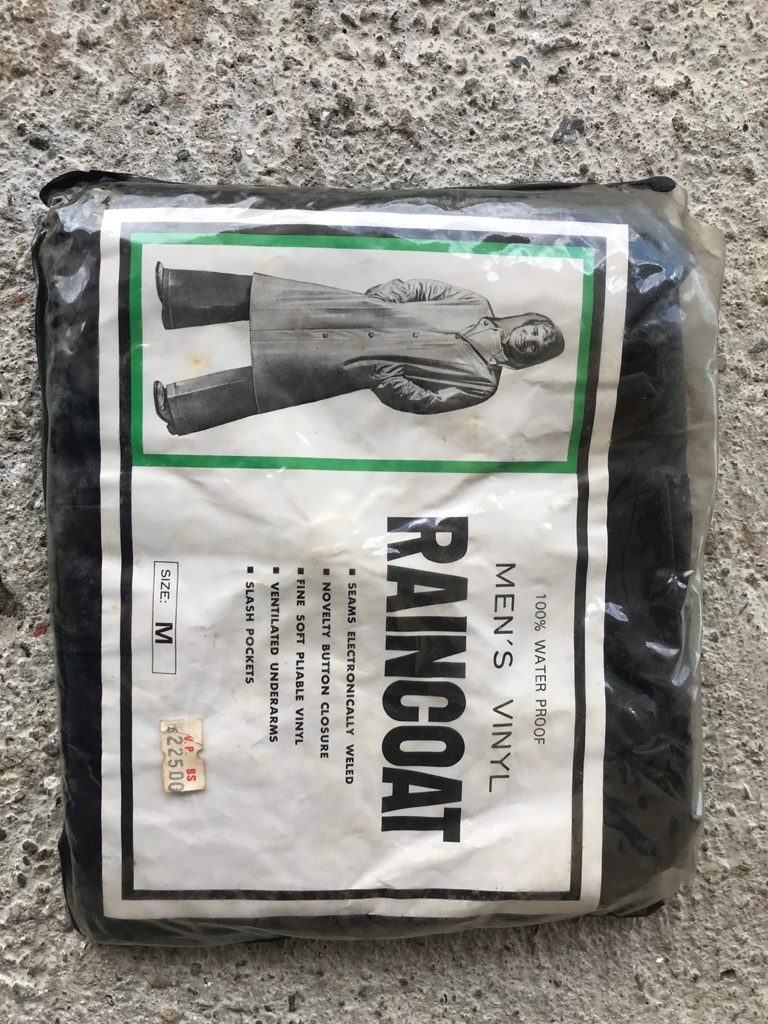 100% WATER PROOF
MEN'S VINYL
RAINCOAT
■ SEAMS ELECTRONICALLY WELED
■ NOVELTY BUTTON CLOSURE
■ FINE SOFT PLIABLE VINYL
■ VENTILATED UNDERARMS
■ SLASH POCKETS
SIZE: M
V.P. BS
$22500